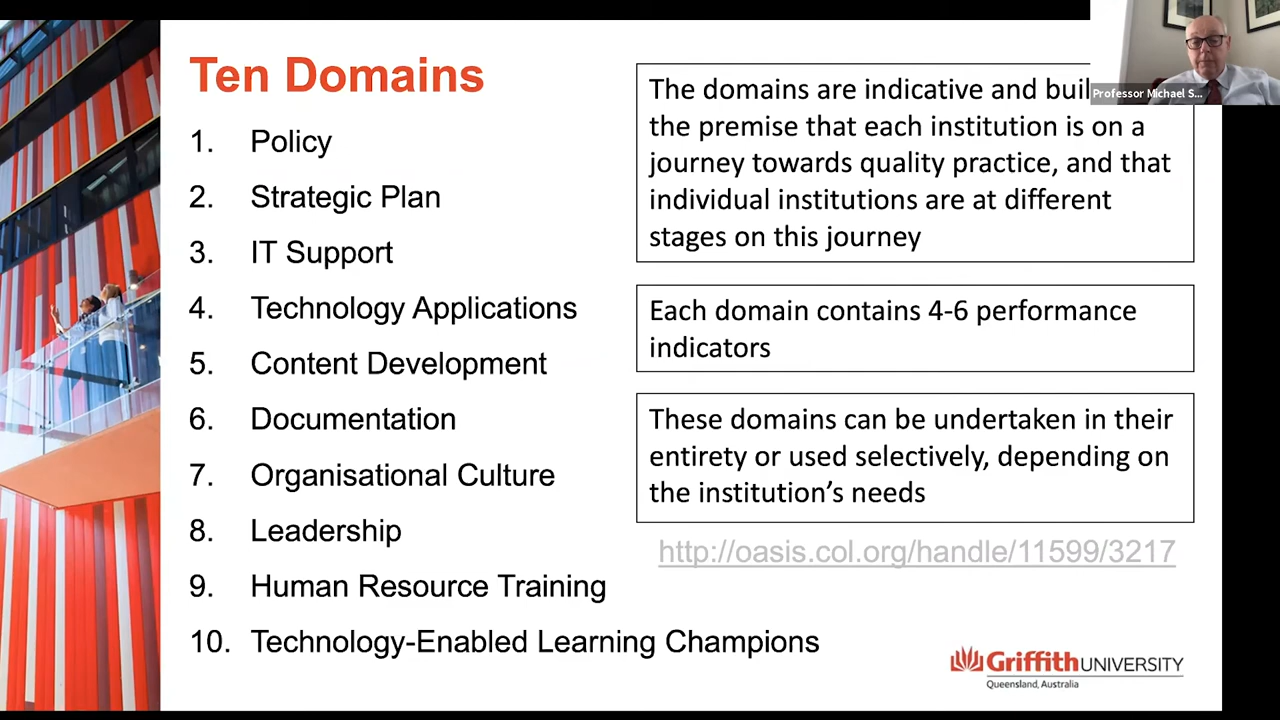 Ten Domains
1. Policy
2. Strategic Plan
3. IT Support
4. Technology Applications
5. Content Development
6. Documentation
7. Organisational Culture
8. Leadership
9. Human Resource Training
10. Technology-Enabled Learning Champions
The domains are indicative and
the premise that each institution is on a
journey towards quality practice, and that
individual institutions are at different
stages on this journey
Each domain contains 4-6 performance
indicators
These domains can be undertaken in their
entirety or used selectively, depending on
the institution's needs
http://oasis.col.org/handle/11599/3217
Professor Michael S...
Griffith UNIVERSITY
Queensland, Australia